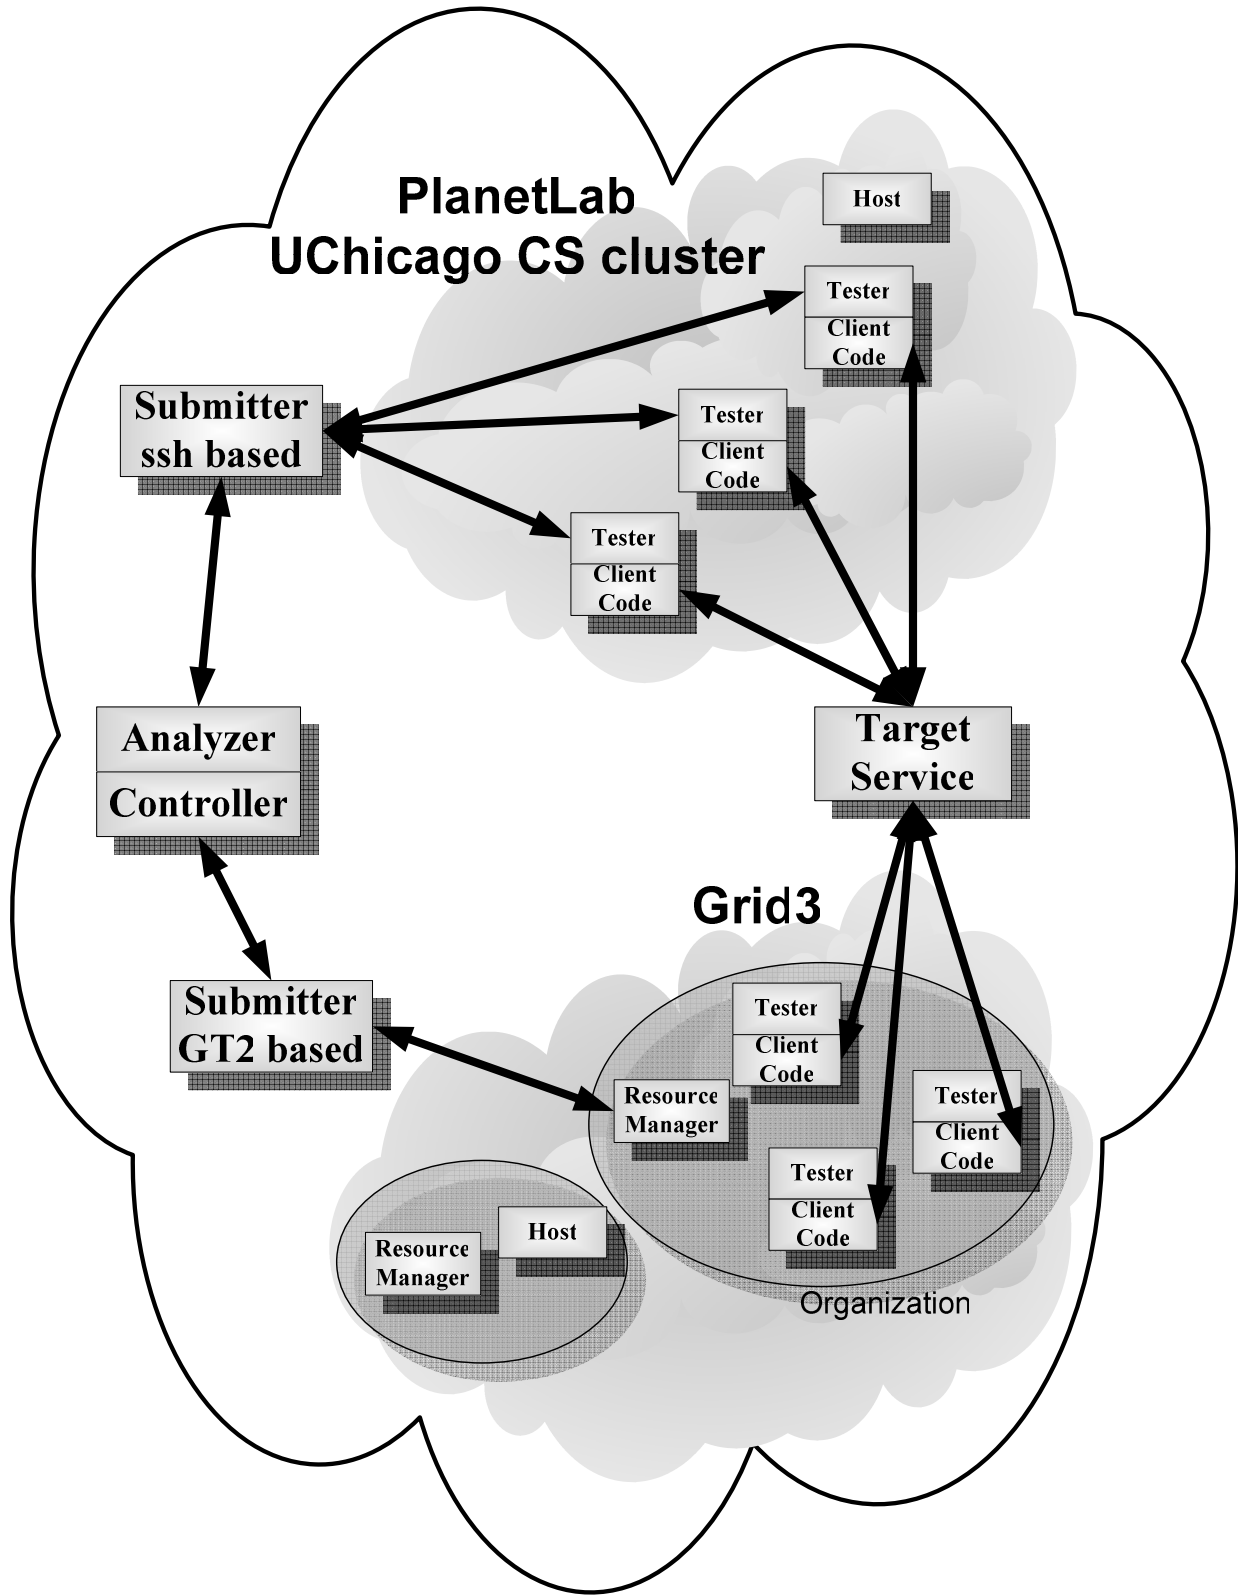 PlanetLab
UChicago CS cluster
Host
Tester
Client
Code
Submitter
ssh based
Tester
Client
Code
Tester
Client
Code
Analyzer
Controller
Target
Service
Grid3
Submitter
GT2 based
Tester
Client
Code
Resource
Manager
Tester
Client
Code
Tester
Client
Code
Host
Resource
Manager
Organization